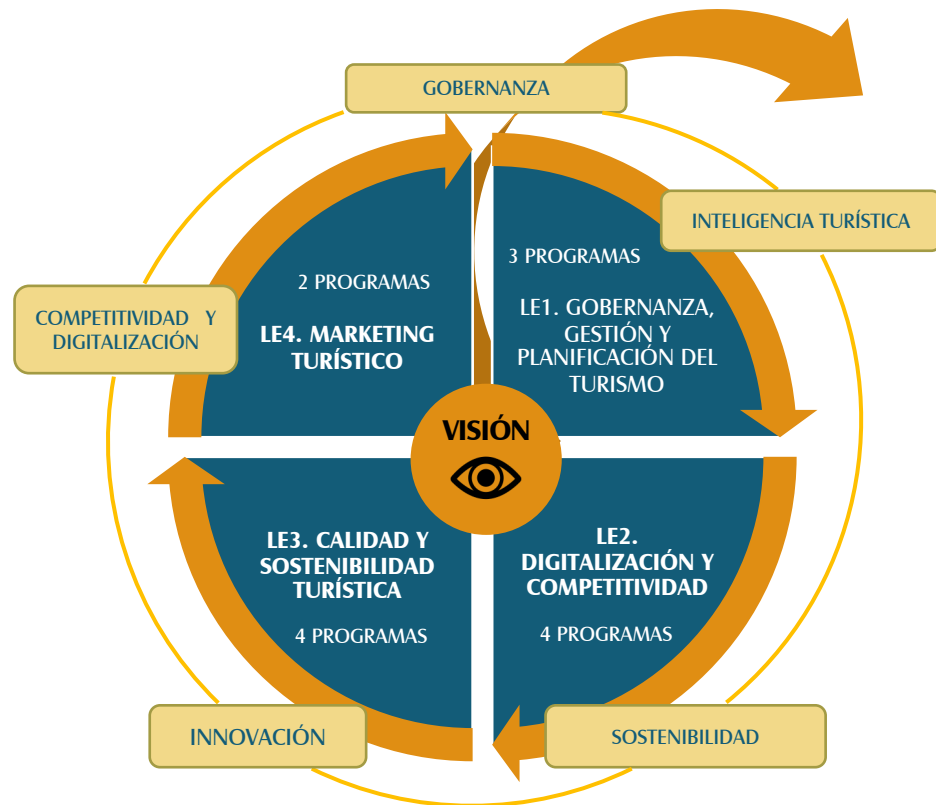 GOBERNANZA
INTELIGENCIA TURÍSTICA
3 PROGRAMAS
LE1. GOBERNANZA,
GESTIÓN Y
PLANIFICACIÓN DEL
TURISMO
2 PROGRAMAS
LE4. MARKETING
TURÍSTICO
COMPETITIVIDAD Y
DIGITALIZACIÓN
VISIÓN
LE3. CALIDAD Y
SOSTENIBILIDAD
TURÍSTICA
4 PROGRAMAS
LE2.
DIGITALIZACIÓN Y
COMPETITIVIDAD
4 PROGRAMAS
INNOVACIÓN
SOSTENIBILIDAD